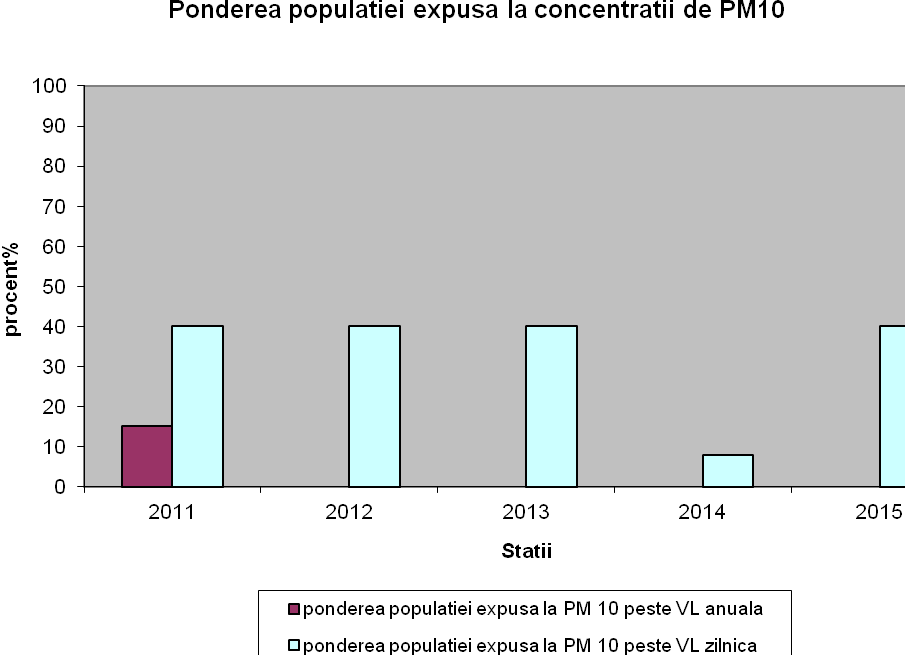 Ponderea populatiei expusa la concentratii de PM10
100
90
80
70
60
50
40
30
20
10
0
procent%
2011 2012 2013 2014 2015
Statii
ponderea populatiei expusa la PM 10 peste VL anuala
ponderea populatiei expusa la PM 10 peste VL zilnica